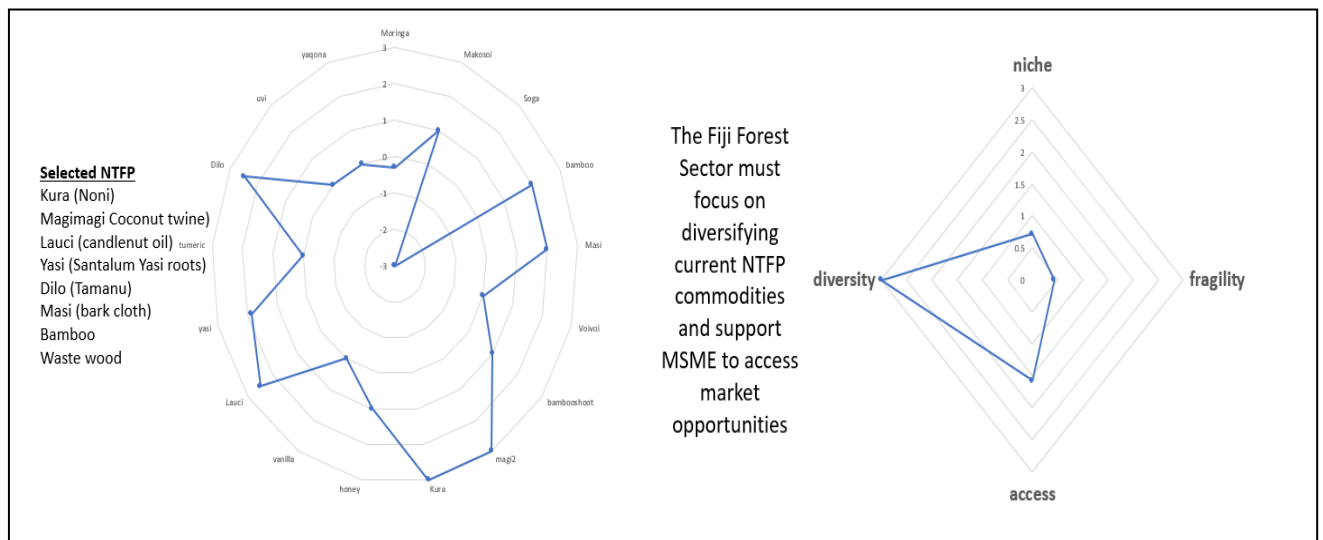 Selected NTFP
Kura (Noni)
Magimagi Coconut twine)
Lauci (candlenut oil)
Yasi (Santalum Yasi roots)
Dilo (Tamanu)
Masi (bark cloth)
Bamboo
Waste wood
Moringa
Makosoi
Soga
bamboo
Masi
Voivoi
bambooshoot
magi2
Kura
honey
vanilla
Lauci
yasi
tumeric
Dilo
uvi
yaqona
3
2
1
0
-1
-2
-3
The Fiji Forest
Sector must
focus on
diversifying
current NTFP
commodities
and support
MSME to access
market
opportunities
niche
fragility
access
diversity
3
2.5
2
1.5
1
0.5
0